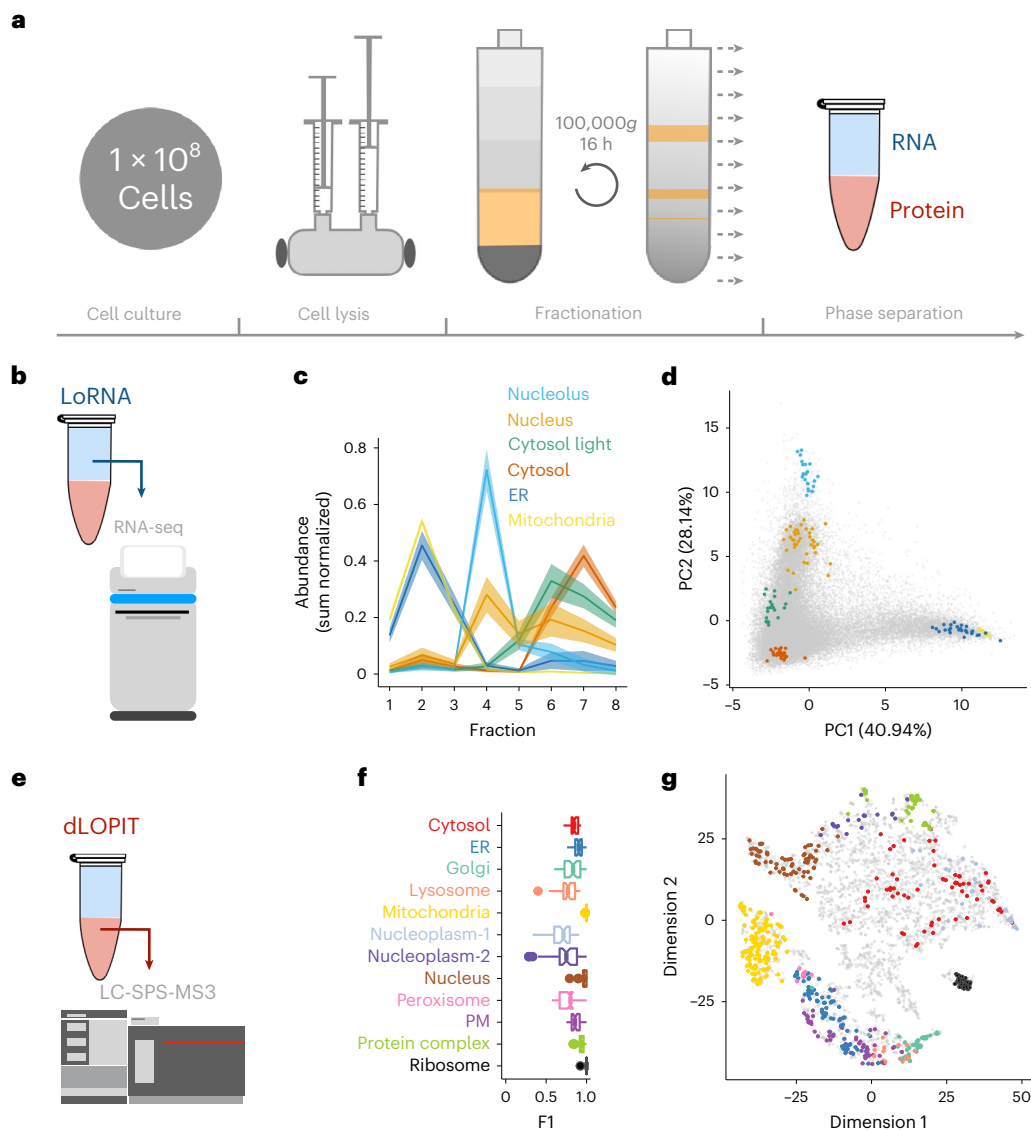 a
1 × 10⁸
Cells
100,000g
16 h
RNA
Protein
Cell culture
Cell lysis
Fractionation
Phase separation
b
LoRNA
RNA-seq
c
Nucleolus
Nucleus
Cytosol light
Cytosol
ER
Mitochondria
Abundance
(sum normalized)
0.8
0.6
0.4
0.2
0
1 2 3 4 5 6 7 8
Fraction
d
PC2 (28.14%)
15
10
5
0
−5
−5 0 5 10
PC1 (40.94%)
e
dLOPIT
LC-SPS-MS3
f
Cytosol
ER
Golgi
Lysosome
Mitochondria
Nucleoplasm-1
Nucleoplasm-2
Nucleus
Peroxisome
PM
Protein complex
Ribosome
0 0.5 1.0
F1
g
Dimension 2
25
0
−25
−25 0 25 50
Dimension 1